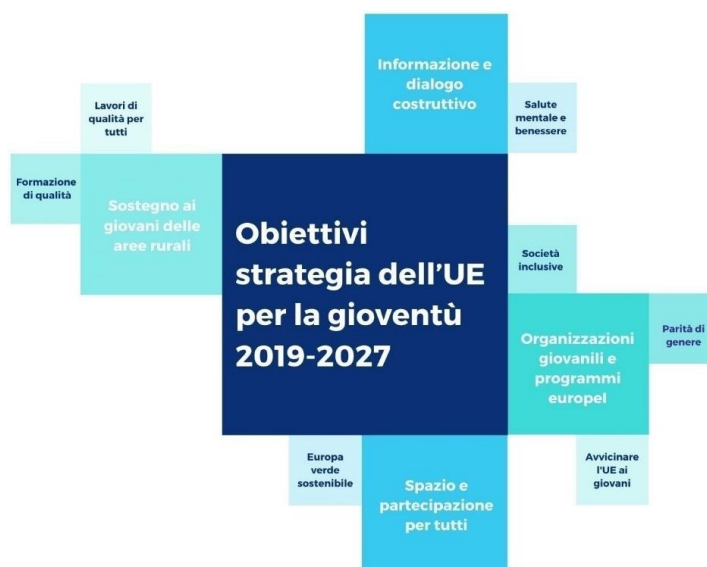 Informazione e
dialogo
costruttivo
Lavori di
qualità per
tutti
Salute
mentale e
benessere
Formazione
di qualità
Sostegno ai
giovani delle
aree rurali
Obiettivi
strategia dell'UE
per la gioventù
2019-2027
Società
inclusive
Organizzazioni
giovanili e
programmi
europeI
Parità di
genere
Europa
verde
sostenibile
Spazio e
partecipazione
per tutti
Avvicinare
l'UE ai
giovani